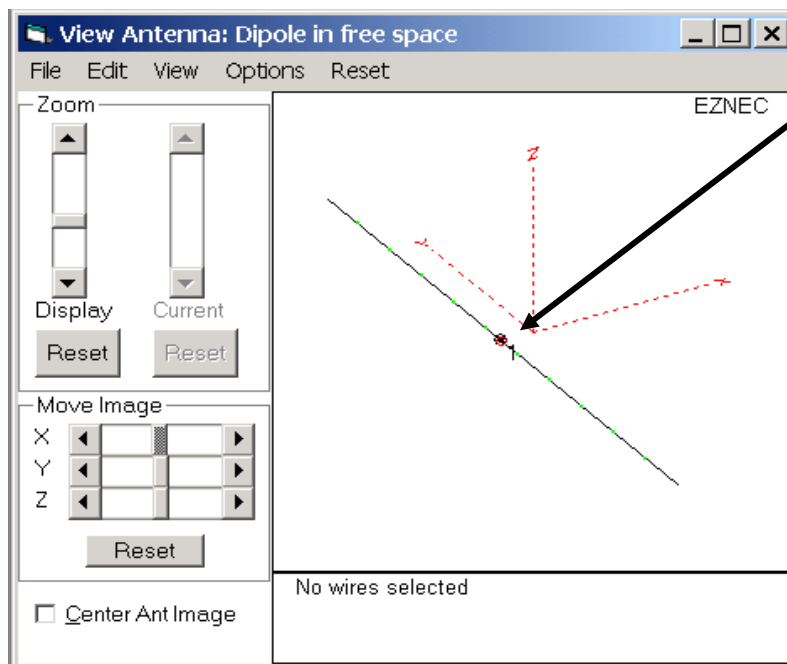 View Antenna: Dipole in free space
File Edit View Options Reset
Zoom
Display Current
Reset Reset
Move Image
X
Y
Z
Reset
Center Ant Image
EZNEC
Z
Y
X
1
No wires selected